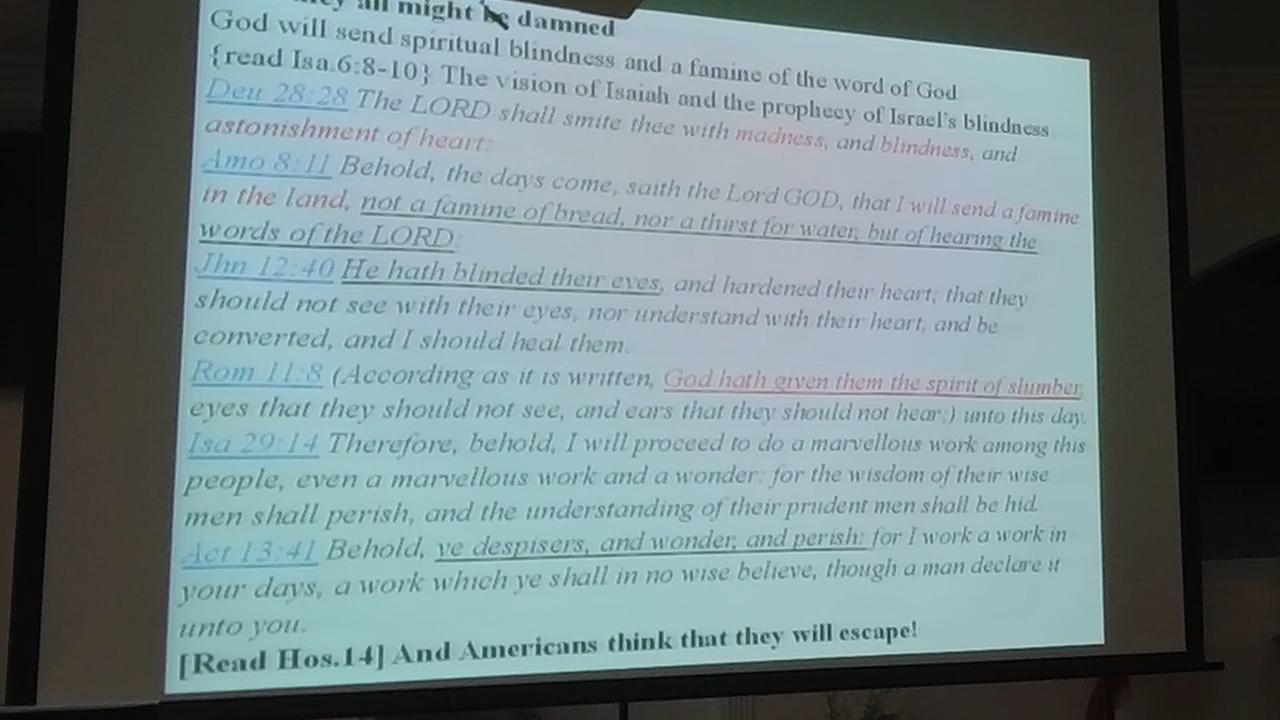 all might be damned
God will send spiritual blindness and a famine of the word of God
{read Isa.6:8-10} The vision of Isaiah and the prophecy of Israel's blindness
Deu 28:28 The LORD shall smite thee with madness, and blindness, and
astonishment of heart:
Amo 8:11 Behold, the days come, saith the Lord GOD, that I will send a famine
in the land, not a famine of bread, nor a thirst for water, but of hearing the
words of the LORD:
Jhn 12:40 He hath blinded their eyes, and hardened their heart; that they
should not see with their eyes, nor understand with their heart, and be
converted, and I should heal them.
Rom 11:8 (According as it is written, God hath given them the spirit of slumber,
eyes that they should not see, and ears that they should not hear;) unto this day.
Isa 29:14 Therefore, behold, I will proceed to do a marvellous work among this
people, even a marvellous work and a wonder: for the wisdom of their wise
men shall perish, and the understanding of their prudent men shall be hid.
Act 13:41 Behold, ye despisers, and wonder, and perish: for I work a work in
your days, a work which ye shall in no wise believe, though a man declare it
unto you.
[Read Hos.14] And Americans think that they will escape!